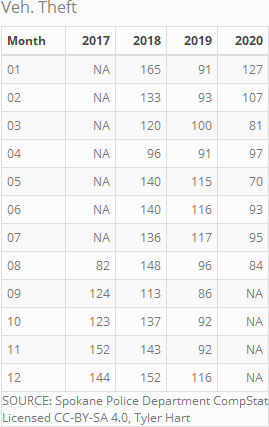 Veh. Theft
Month 2017 2018 2019 2020
01 NA 165 91 127
02 NA 133 93 107
03 NA 120 100 81
04 NA 96 91 97
05 NA 140 115 70
06 NA 140 116 93
07 NA 136 117 95
08 82 148 96 84
09 124 113 86 NA
10 123 137 92 NA
11 152 143 92 NA
12 144 152 116 NA
SOURCE: Spokane Police Department CompStat
Licensed CC-BY-SA 4.0, Tyler Hart